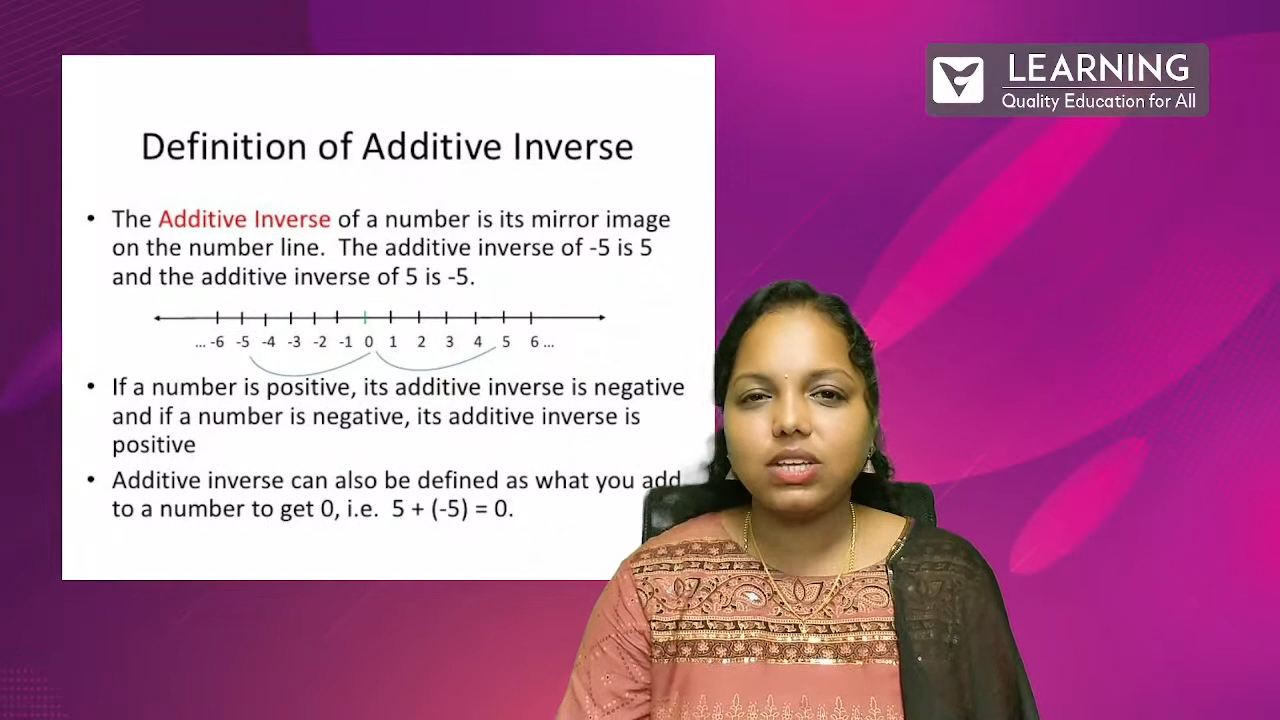 LEARNING
Quality Education for All
Definition of Additive Inverse
• The Additive Inverse of a number is its mirror image
on the number line. The additive inverse of -5 is 5
and the additive inverse of 5 is -5.
... -6 -5 -4 -3 -2 -1 0 1 2 3 4 5 6 ...
• If a number is positive, its additive inverse is negative
and if a number is negative, its additive inverse is
positive
• Additive inverse can also be defined as what you add
to a number to get 0, i.e. 5 + (-5) = 0.